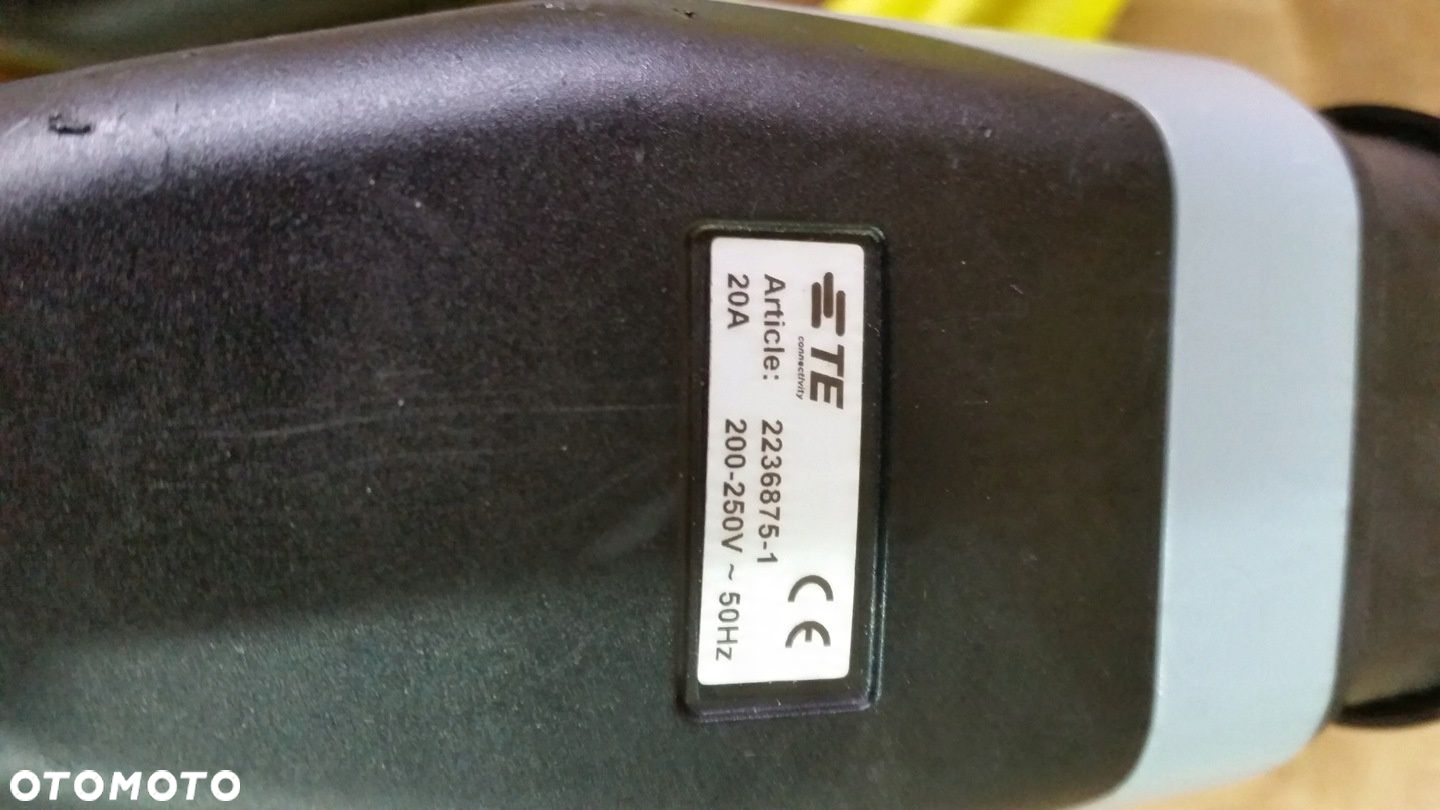 TE
connectivity
Article: 2236875-1
20A 200-250V ~ 50Hz
CE
OTOMOTO